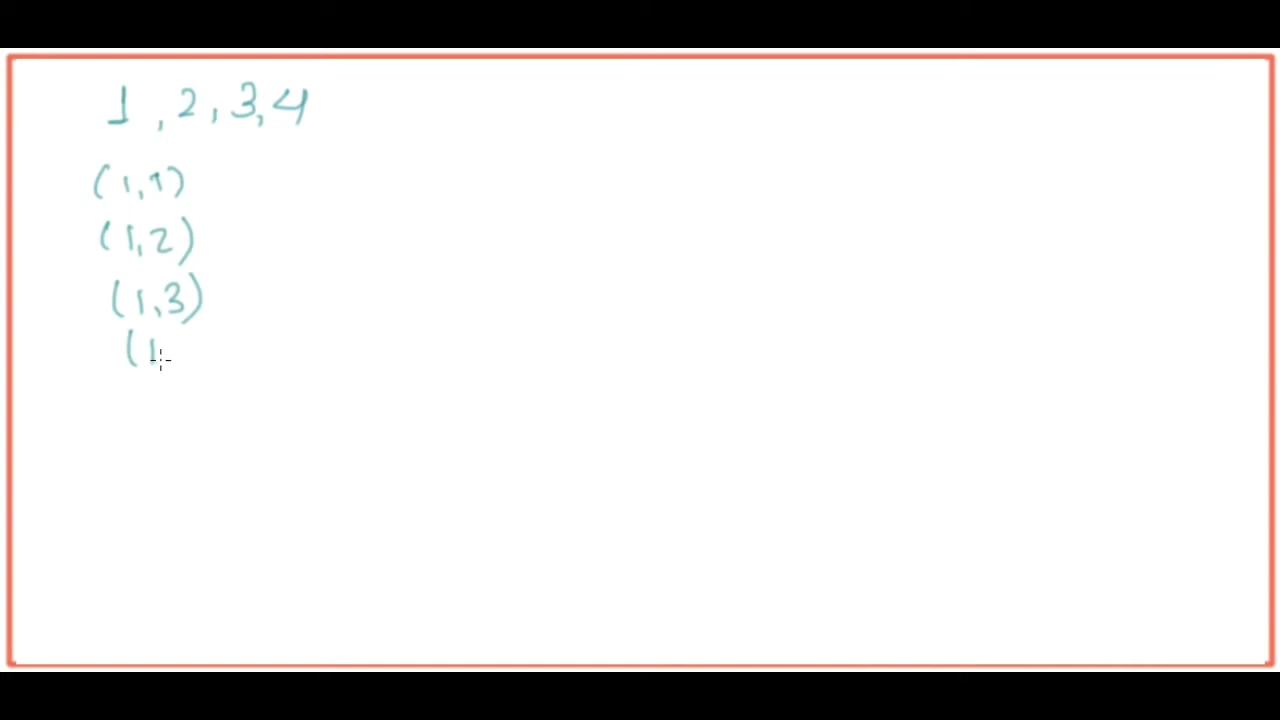 1, 2, 3, 4
(1,1)
(1,2)
(1,3)
(1